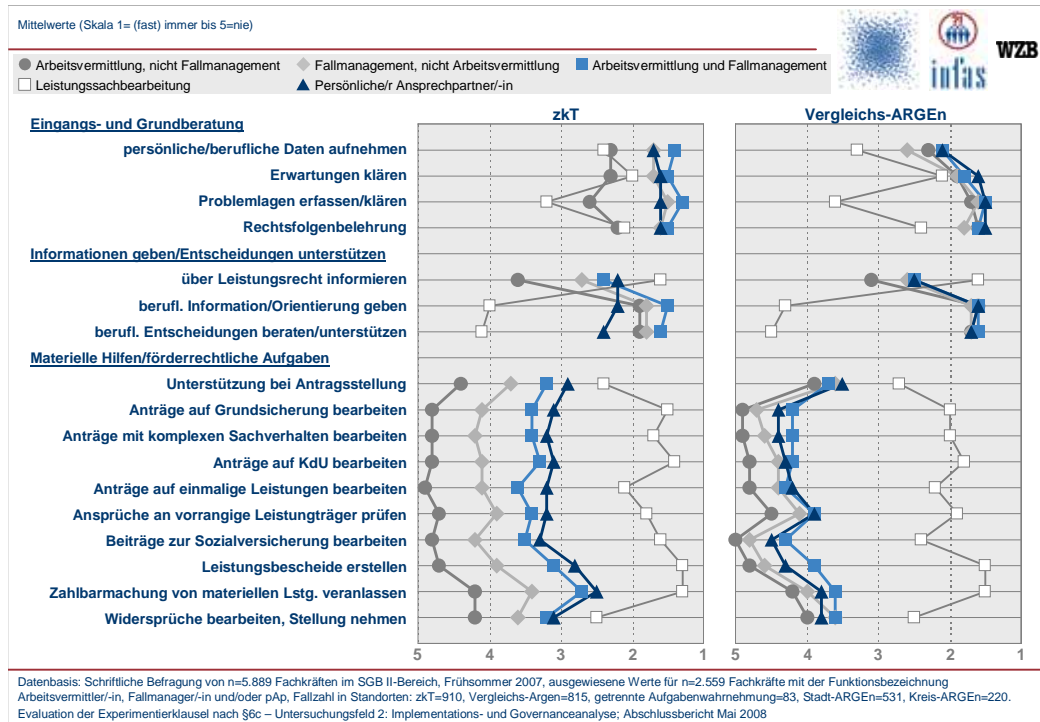 Mittelwerte (Skala 1= (fast) immer bis 5=nie)
infas
WZB
Arbeitsvermittlung, nicht Fallmanagement
Fallmanagement, nicht Arbeitsvermittlung
Arbeitsvermittlung und Fallmanagement
Leistungssachbearbeitung
Persönliche/r Ansprechpartner/-in
zkT
Vergleichs-ARGEn
Eingangs- und Grundberatung
persönliche/berufliche Daten aufnehmen
Erwartungen klären
Problemlagen erfassen/klären
Rechtsfolgenbelehrung
Informationen geben/Entscheidungen unterstützen
über Leistungsrecht informieren
berufl. Information/Orientierung geben
berufl. Entscheidungen beraten/unterstützen
Materielle Hilfen/förderrechtliche Aufgaben
Unterstützung bei Antragsstellung
Anträge auf Grundsicherung bearbeiten
Anträge mit komplexen Sachverhalten bearbeiten
Anträge auf KdU bearbeiten
Anträge auf einmalige Leistungen bearbeiten
Ansprüche an vorrangige Leistungträger prüfen
Beiträge zur Sozialversicherung bearbeiten
Leistungsbescheide erstellen
Zahlbarmachung von materiellen Lstg. veranlassen
Widersprüche bearbeiten, Stellung nehmen
5 4 3 2 1
5 4 3 2 1
Datenbasis: Schriftliche Befragung von n=5.889 Fachkräften im SGB II-Bereich, Frühsommer 2007, ausgewiesene Werte für n=2.559 Fachkräfte mit der Funktionsbezeichnung
Arbeitsvermittler/-in, Fallmanager/-in und/oder pAp, Fallzahl in Standorten: zkT=910, Vergleichs-Argen=815, getrennte Aufgabenwahrnehmung=83, Stadt-ARGEn=531, Kreis-ARGEn=220.
Evaluation der Experimentierklausel nach §6c – Untersuchungsfeld 2: Implementations- und Governanceanalyse; Abschlussbericht Mai 2008